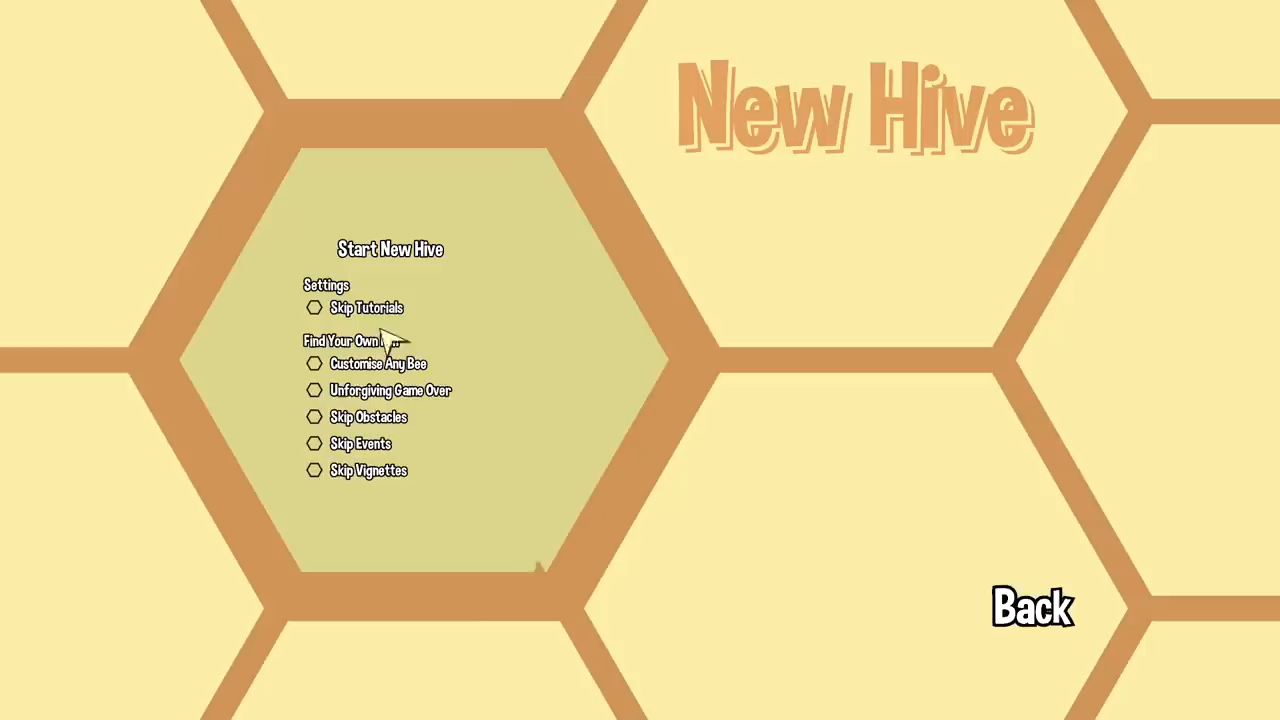 New Hive
Start New Hive
Settings
Skip Tutorials
Find Your Own
Customise Any Bee
Unforgiving Game Over
Skip Obstacles
Skip Events
Skip Vignettes
Back